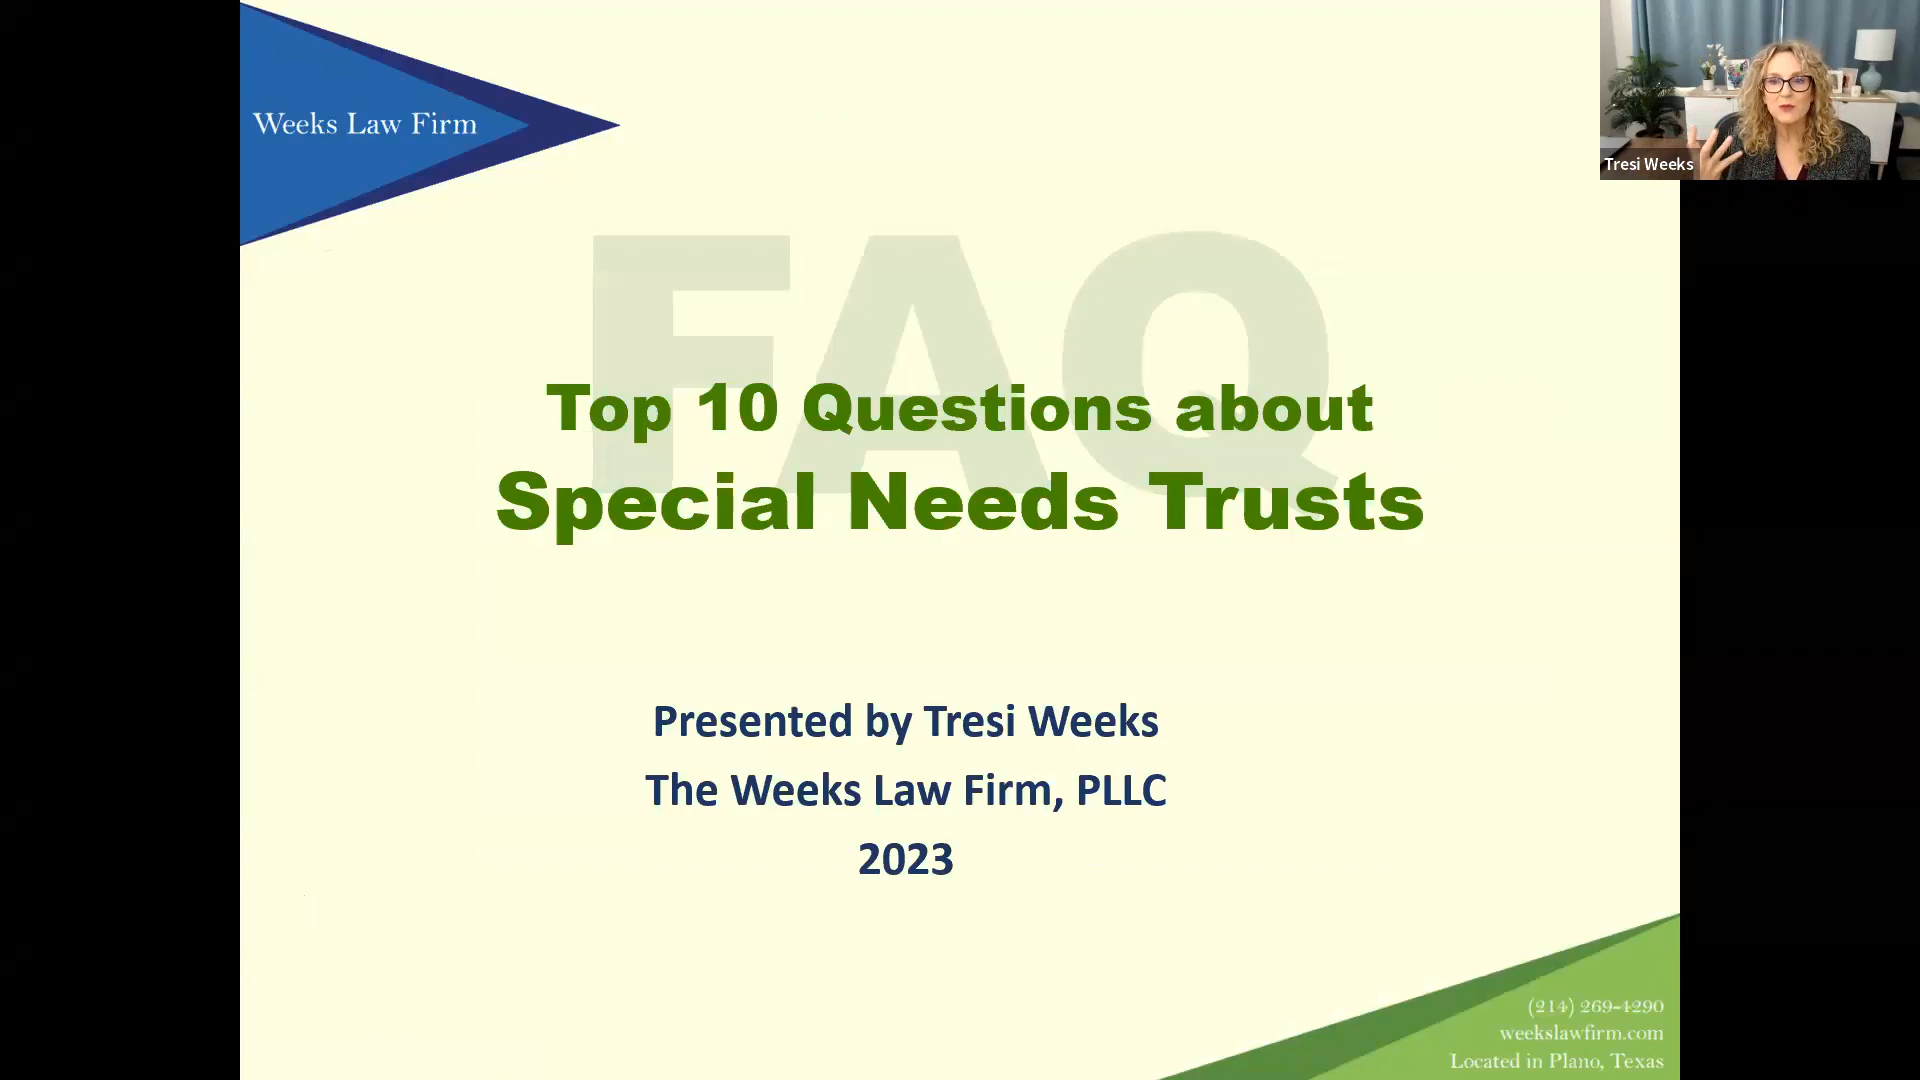 Weeks Law Firm
Tresi Weeks
FAQ
Top 10 Questions about
Special Needs Trusts
Presented by Tresi Weeks
The Weeks Law Firm, PLLC
2023
(214) 269-4290
weekslawfirm.com
Located in Plano, Texas